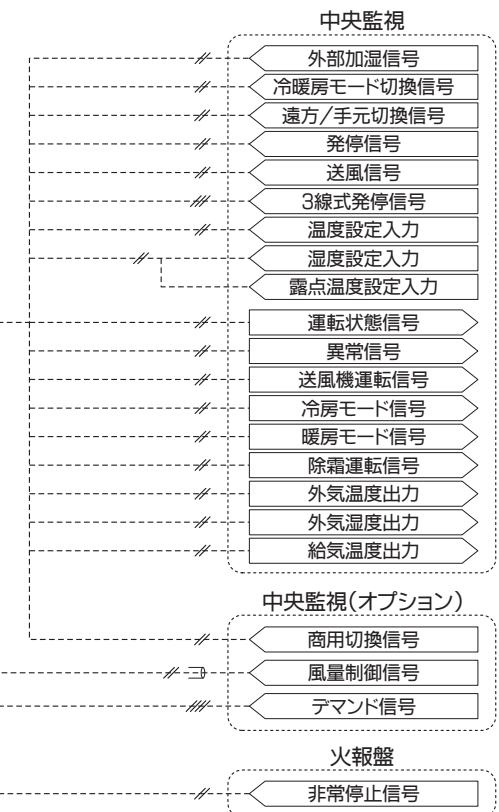 中央監視
外部加湿信号
冷暖房モード切換信号
遠方/手元切換信号
発停信号
送風信号
3線式発停信号
温度設定入力
湿度設定入力
露点温度設定入力
運転状態信号
異常信号
送風機運転信号
冷房モード信号
暖房モード信号
除霜運転信号
外気温度出力
外気湿度出力
給気温度出力
中央監視(オプション)
商用切換信号
風量制御信号
デマンド信号
火報盤
非常停止信号